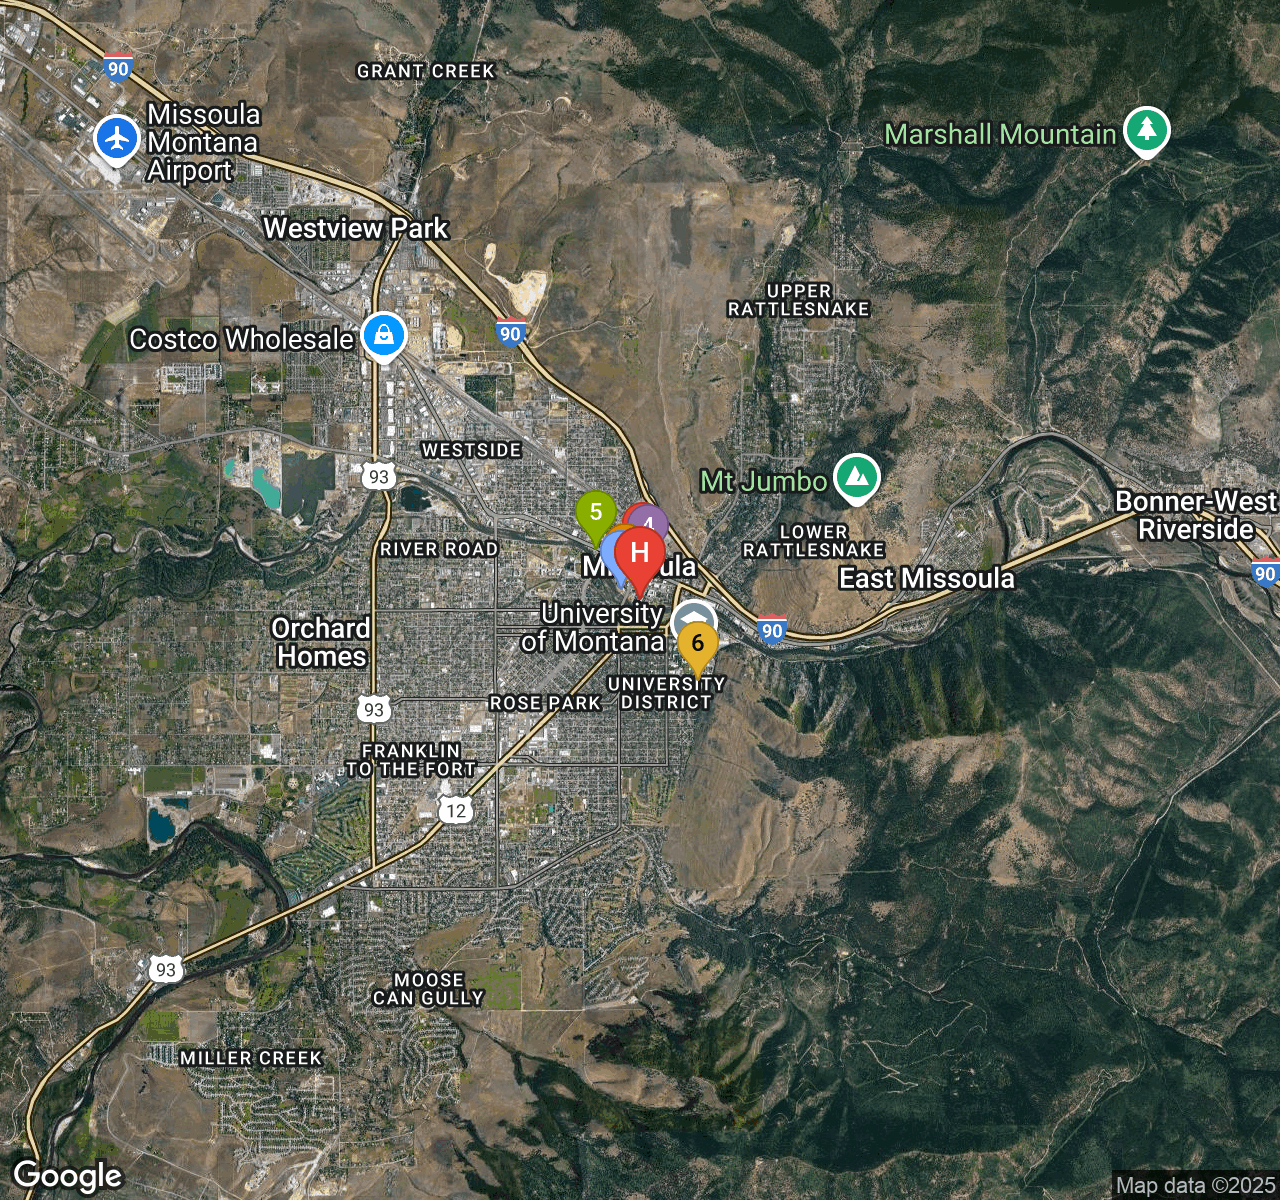 GRANT CREEK
90
Missoula
Montana
Airport
Marshall Mountain
Westview Park
UPPER
RATTLESNAKE
Costco Wholesale
90
WESTSIDE
93
Mt Jumbo
Bonner-West
Riverside
5
4
H
RIVER ROAD
LOWER
RATTLESNAKE
East Missoula
90
University
of Montana
Orchard
Homes
90
6
UNIVERSITY
DISTRICT
ROSE PARK
93
FRANKLIN
TO THE FORT
12
93
MOOSE
CAN GULLY
MILLER CREEK
Google
Map data ©2025